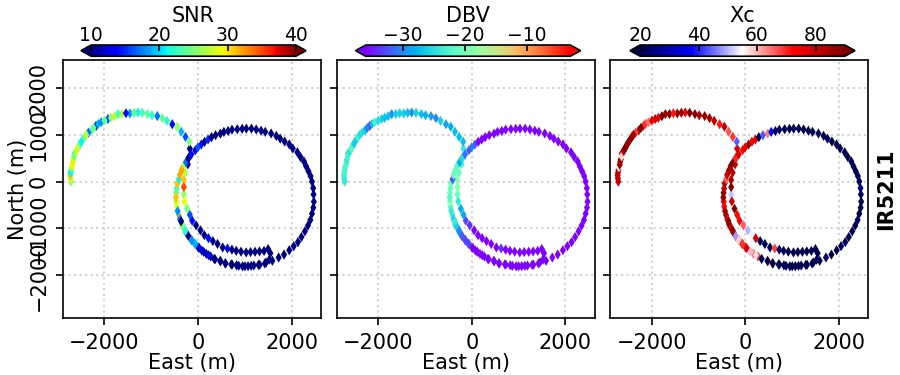 SNR DBV Xc
10 20 30 40 −30 −20 −10 20 40 60 80
2000
1000
0
−1000
−2000
North (m)
IR5211
−2000 0 2000 −2000 0 2000 −2000 0 2000
East (m) East (m) East (m)